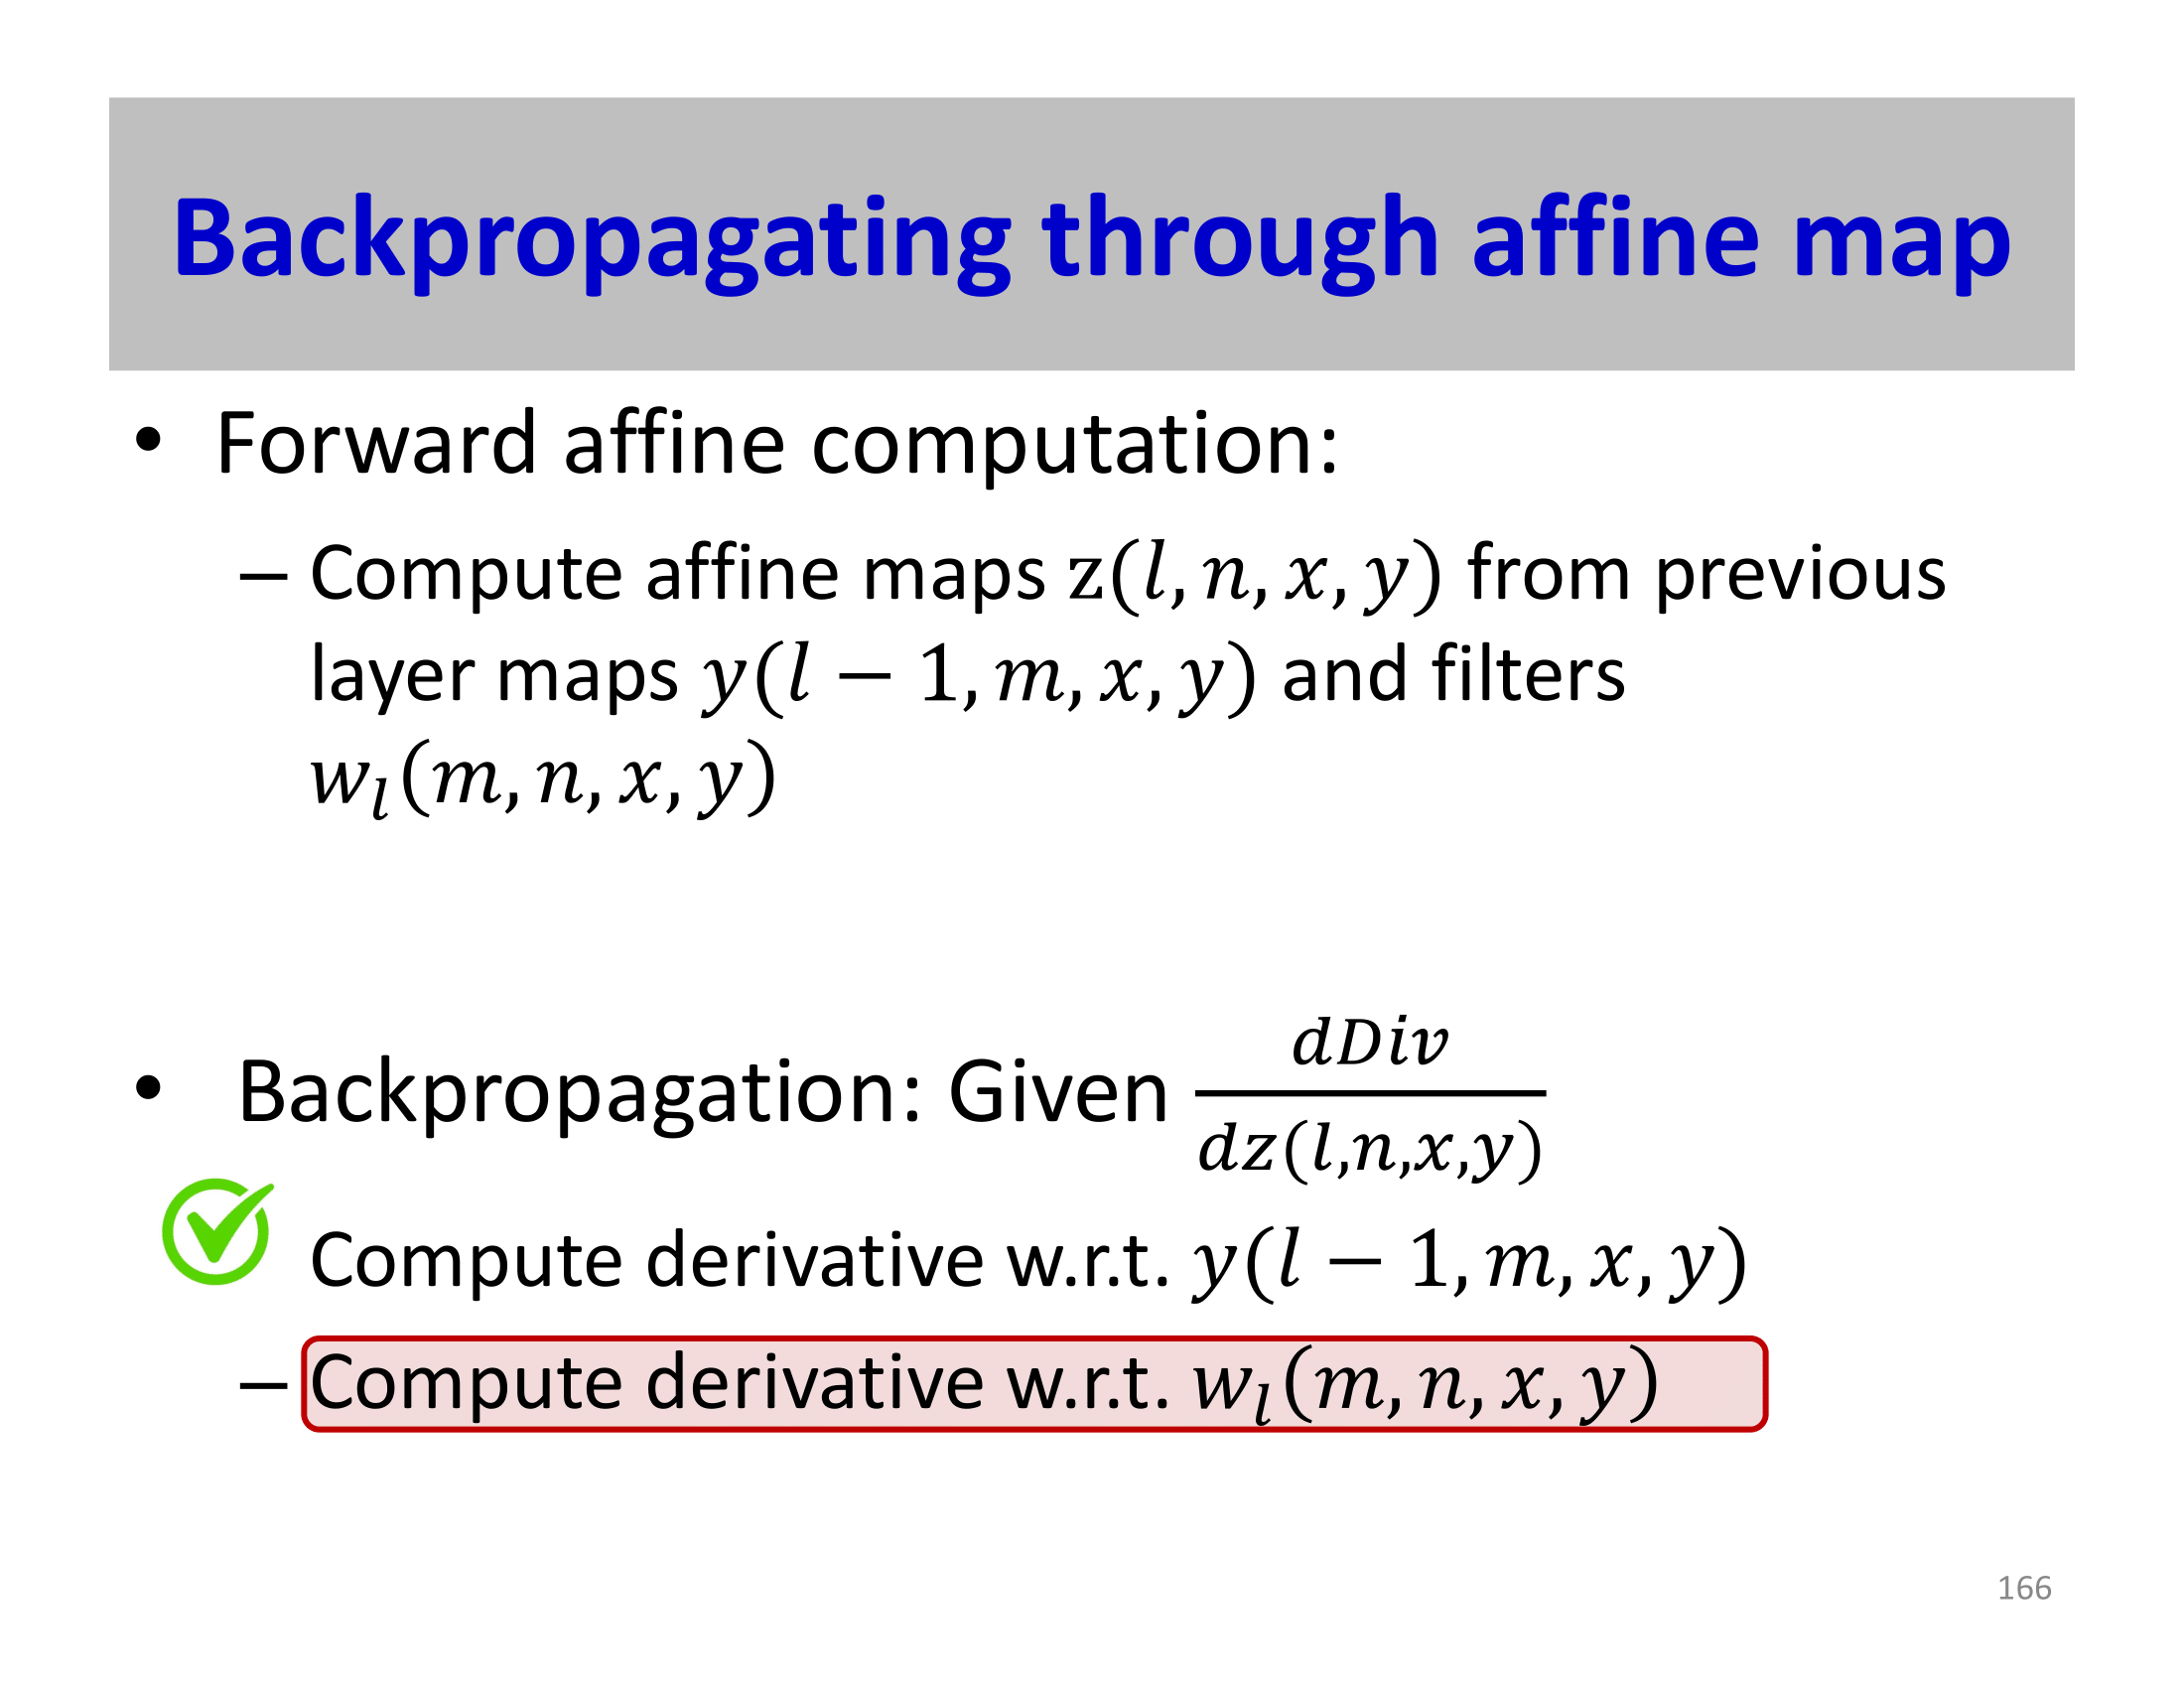 Backpropagating through affine map
• Forward affine computation:
– Compute affine maps z(l, n, x, y) from previous
layer maps y(l − 1, m, x, y) and filters
w_l(m, n, x, y)
• Backpropagation: Given dDiv / dz(l,n,x,y)
Compute derivative w.r.t. y(l − 1, m, x, y)
– Compute derivative w.r.t. w_l(m, n, x, y)
166